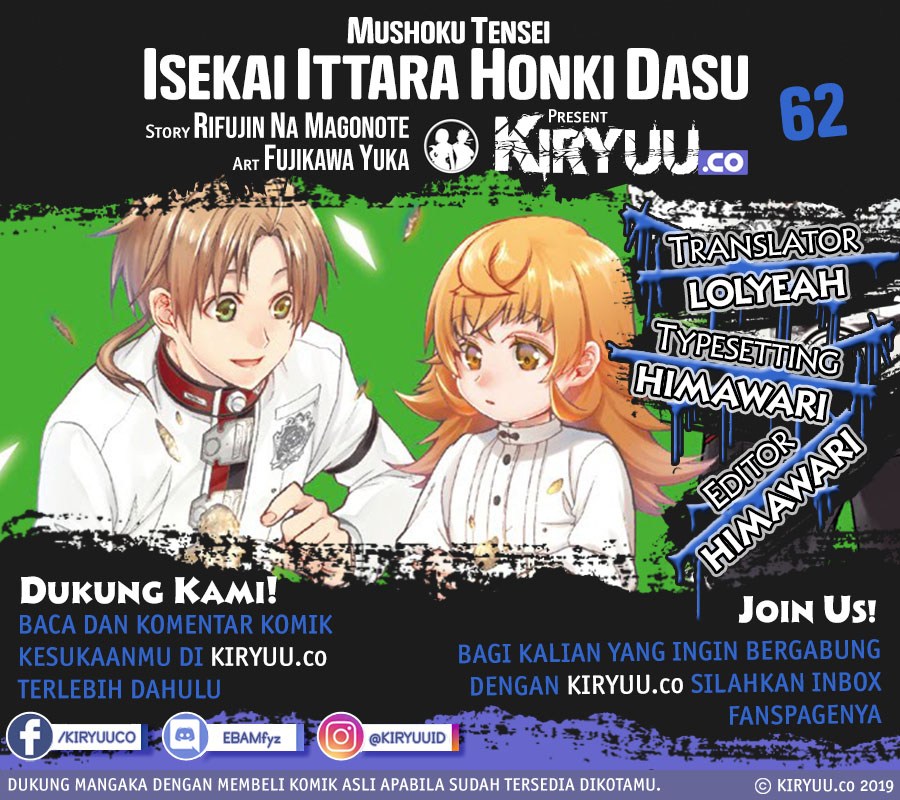 Mushoku Tensei
Isekai Ittara Honki Dasu
62
Story Rifujin Na Magonote
Art Fujikawa Yuka
Present
Kiryuu.co
Translator
LOLYEAH
Typesetting
HIMAWARI
Editor
HIMAWARI
Dukung Kami!
BACA DAN KOMENTAR KOMIK
KESUKAANMU DI KIRYUU.co
TERLEBIH DAHULU
Join Us!
BAGI KALIAN YANG INGIN BERGABUNG
DENGAN KIRYUU.co SILAHKAN INBOX
FANSPAGENYA
/KIRYUUCO
EBAMfyz
@KIRYUUID
DUKUNG MANGAKA DENGAN MEMBELI KOMIK ASLI APABILA SUDAH TERSEDIA DIKOTAMU.
© KIRYUU.co 2019